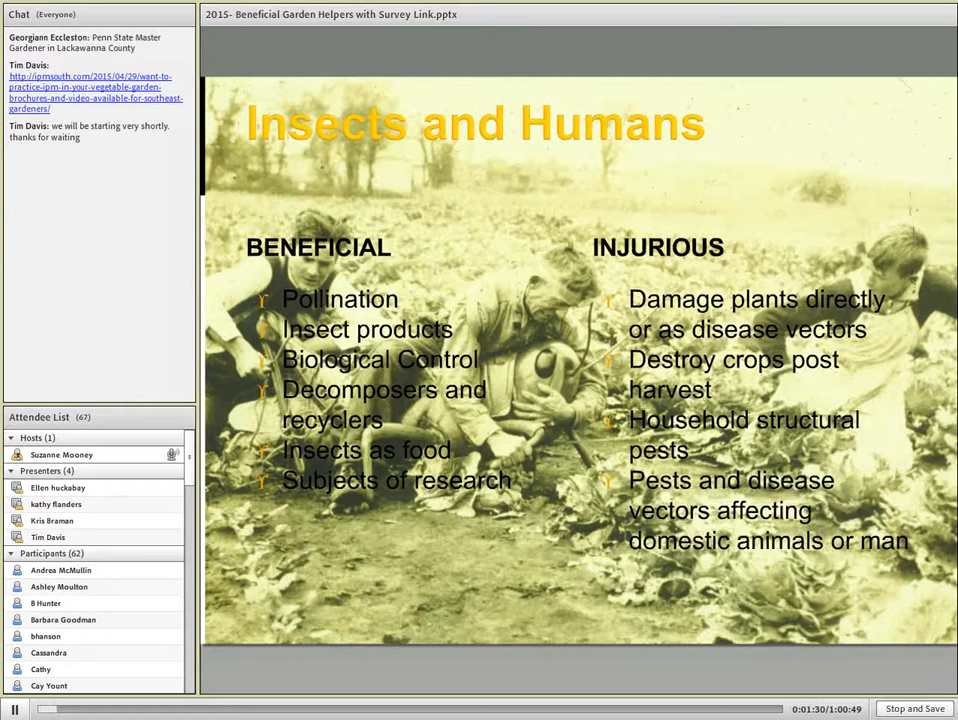 Chat (Everyone)
Georgiann Eccleston: Penn State Master
Gardener in Lackawanna County
Tim Davis:
http://ipmsouth.com/2015/04/29/want-to-
practice-ipm-in-your-vegetable-garden-
brochures-and-video-available-for-southeast-
gardeners/
Tim Davis: we will be starting very shortly.
thanks for waiting
Attendee List (67)
Hosts (1)
Suzanne Mooney
Presenters (4)
Ellen huckabay
kathy flanders
Kris Braman
Tim Davis
Participants (62)
Andrea McMullin
Ashley Moulton
B Hunter
Barbara Goodman
bhanson
Cassandra
Cathy
Cay Yount
2015- Beneficial Garden Helpers with Survey Link.pptx
Insects and Humans
BENEFICIAL
Pollination
Insect products
Biological Control
Decomposers and
recyclers
Insects as food
Subjects of research
INJURIOUS
Damage plants directly
or as disease vectors
Destroy crops post
harvest
Household structural
pests
Pests and disease
vectors affecting
domestic animals or man
0:01:30/1:00:49
Stop and Save